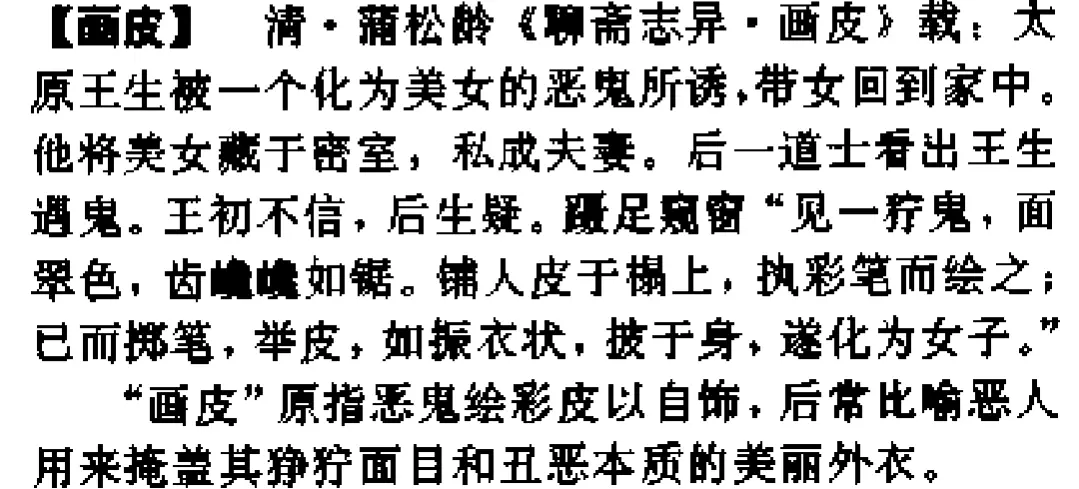 【画皮】 清·蒲松龄《聊斋志异·画皮》载：太
原王生被一个化为美女的恶鬼所诱，带女回到家中。
他将美女藏于密室，私成夫妻。后一道士看出王生
遇鬼。王初不信，后生疑。蹑足窥窗“见一狞鬼，面
翠色，齿巉巉如锯。铺人皮于榻上，执彩笔而绘之；
已而掷笔，举皮，如振衣状，披于身，遂化为女子。”
“画皮”原指恶鬼绘彩皮以自饰，后常比喻恶人
用来掩盖其狰狞面目和丑恶本质的美丽外衣。